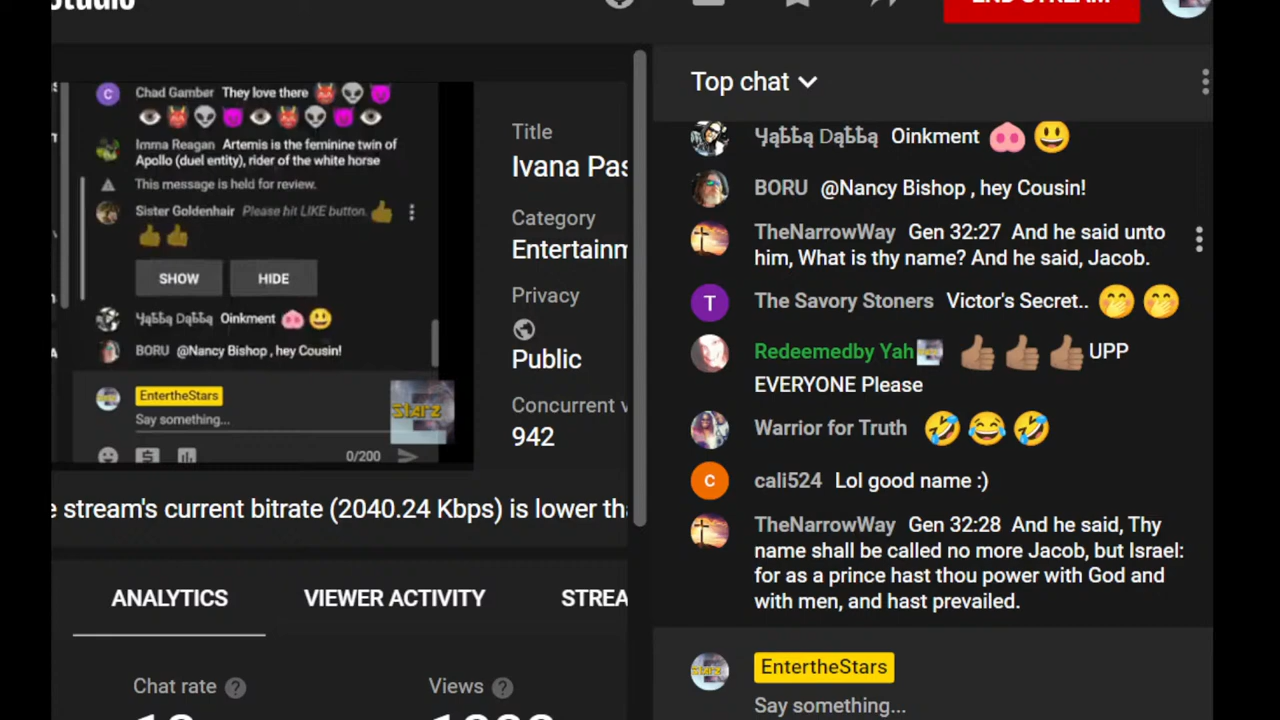 Studio
END STREAM
Chad Gamber They love there
Imma Reagan Artemis is the feminine twin of
Apollo (duel entity), rider of the white horse
This message is held for review.
Sister Goldenhair Please hit LIKE button.
SHOW HIDE
YaƄƄa DaƄƄa Oinkment
BORU @Nancy Bishop , hey Cousin!
EntertheStars
Say something...
0/200
starz
Title
Ivana Pas
Category
Entertainm
Privacy
Public
Concurrent v
942
e stream's current bitrate (2040.24 Kbps) is lower tha
ANALYTICS VIEWER ACTIVITY STREA
Chat rate ? Views ?
Top chat
YaƄƄa DaƄƄa Oinkment
BORU @Nancy Bishop , hey Cousin!
TheNarrowWay Gen 32:27 And he said unto
him, What is thy name? And he said, Jacob.
T The Savory Stoners Victor's Secret..
Redeemedby Yah UPP
EVERYONE Please
Warrior for Truth
C cali524 Lol good name :)
TheNarrowWay Gen 32:28 And he said, Thy
name shall be called no more Jacob, but Israel:
for as a prince hast thou power with God and
with men, and hast prevailed.
EntertheStars
Say something...